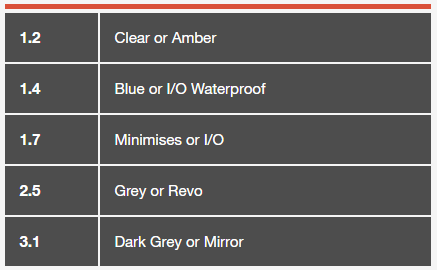 1.2 Clear or Amber
1.4 Blue or I/O Waterproof
1.7 Minimises or I/O
2.5 Grey or Revo
3.1 Dark Grey or Mirror